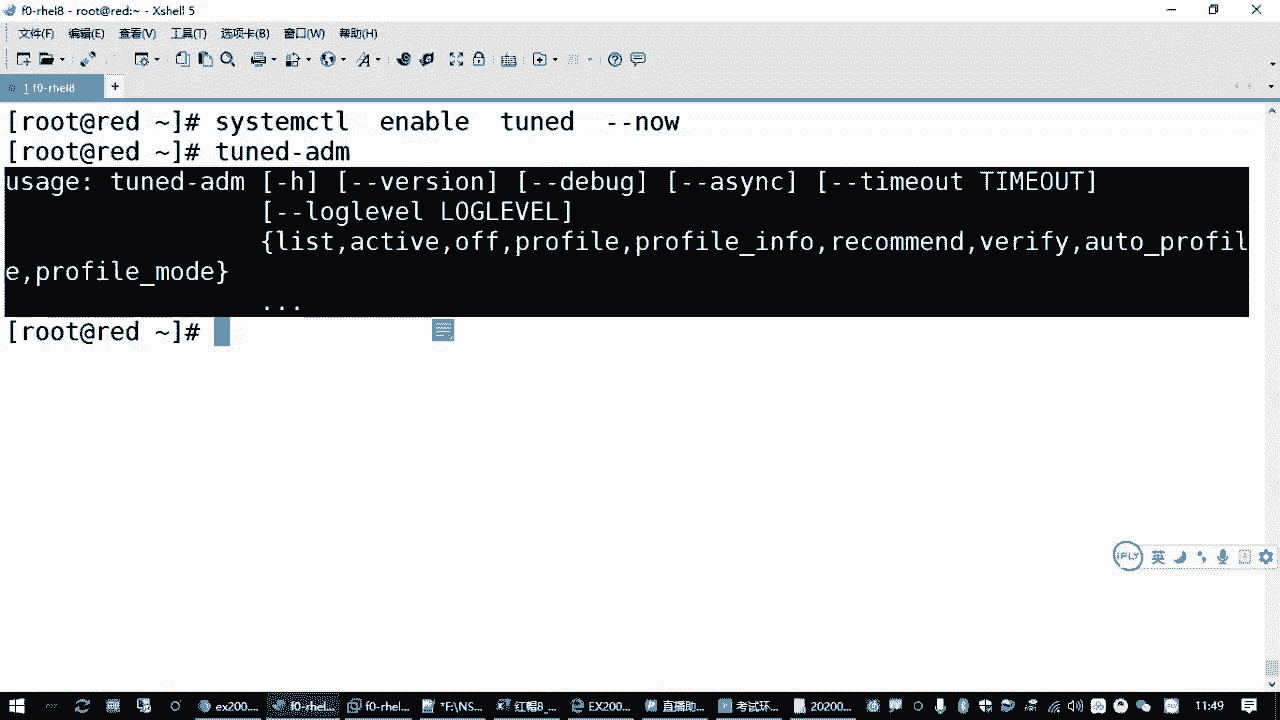 f0-rhel8 - root@red:~ - Xshell 5
文件(F) 编辑(E) 查看(V) 工具(T) 选项卡(B) 窗口(W) 帮助(H)
1 f0-rhel8
[root@red ~]# systemctl  enable  tuned  --now
[root@red ~]# tuned-adm
usage: tuned-adm [-h] [--version] [--debug] [--async] [--timeout TIMEOUT]
[--loglevel LOGLEVEL]
{list,active,off,profile,profile_info,recommend,verify,auto_profil
e,profile_mode}
...
[root@red ~]#
iFLY 英
ex200.... f0-rhe... f0-rhel... *F:\NS... 红帽8_... EX200... 直播助... 考试环... 20200... 11:49